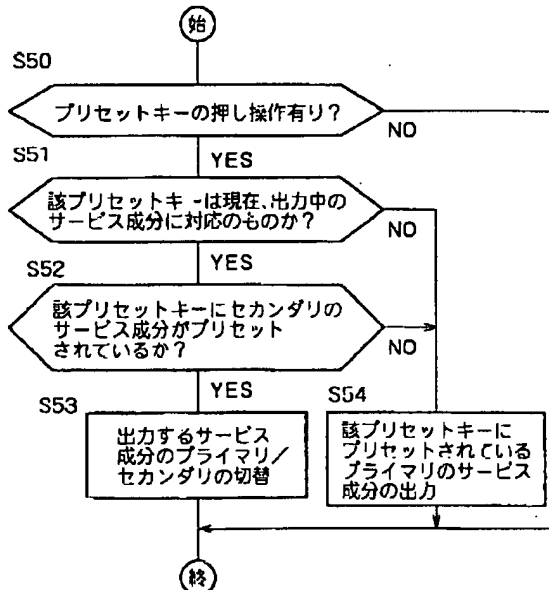 始
S50
プリセットキーの押し操作有り？
NO
YES
S51
該プリセットキーは現在、出力中の
サービス成分に対応のものか？
NO
YES
S52
該プリセットキーにセカンダリの
サービス成分がプリセット
されているか？
NO
YES
S53
出力するサービス
成分のプライマリ／
セカンダリの切替
S54
該プリセットキーに
プリセットされている
プライマリのサービス
成分の出力
終